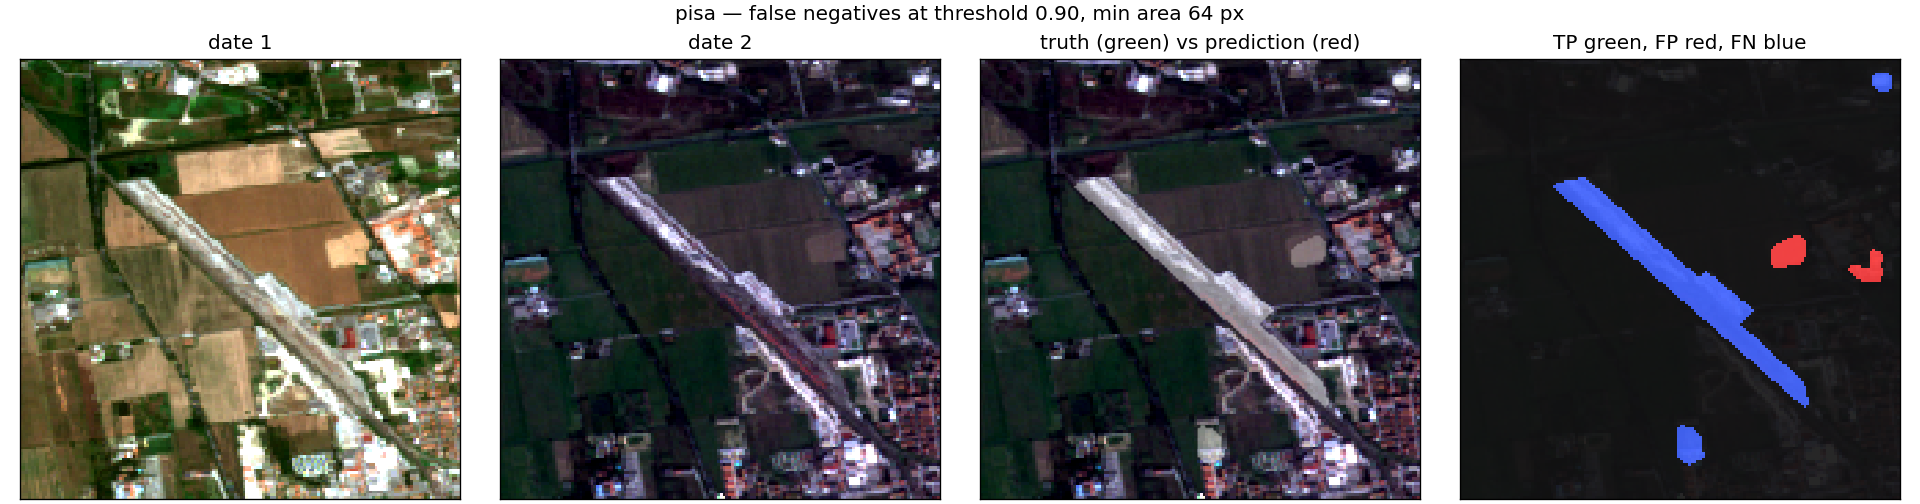 pisa — false negatives at threshold 0.90, min area 64 px
date 1
date 2
truth (green) vs prediction (red)
TP green, FP red, FN blue